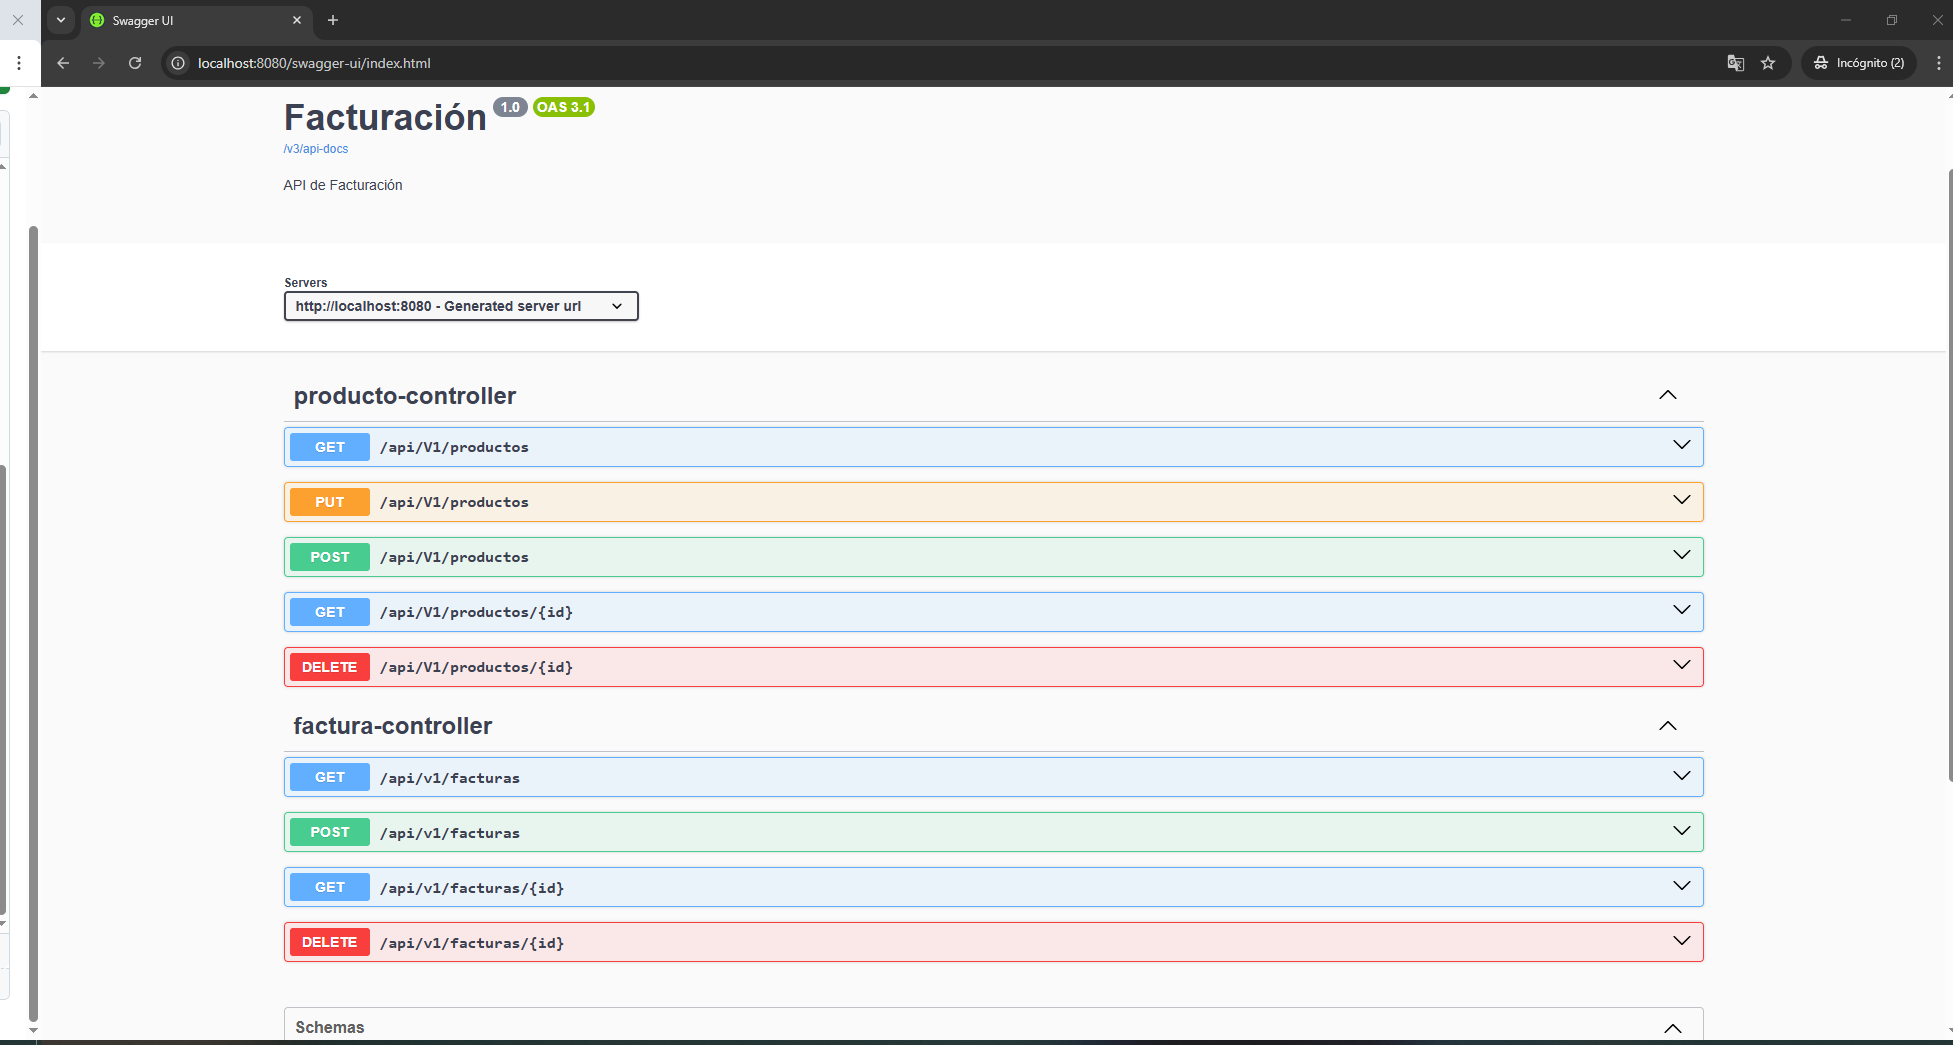 Swagger UI
localhost:8080/swagger-ui/index.html
Incógnito (2)
Facturación 1.0 OAS 3.1
/v3/api-docs
API de Facturación
Servers
http://localhost:8080 - Generated server url
producto-controller
GET /api/V1/productos
PUT /api/V1/productos
POST /api/V1/productos
GET /api/V1/productos/{id}
DELETE /api/V1/productos/{id}
factura-controller
GET /api/v1/facturas
POST /api/v1/facturas
GET /api/v1/facturas/{id}
DELETE /api/v1/facturas/{id}
Schemas